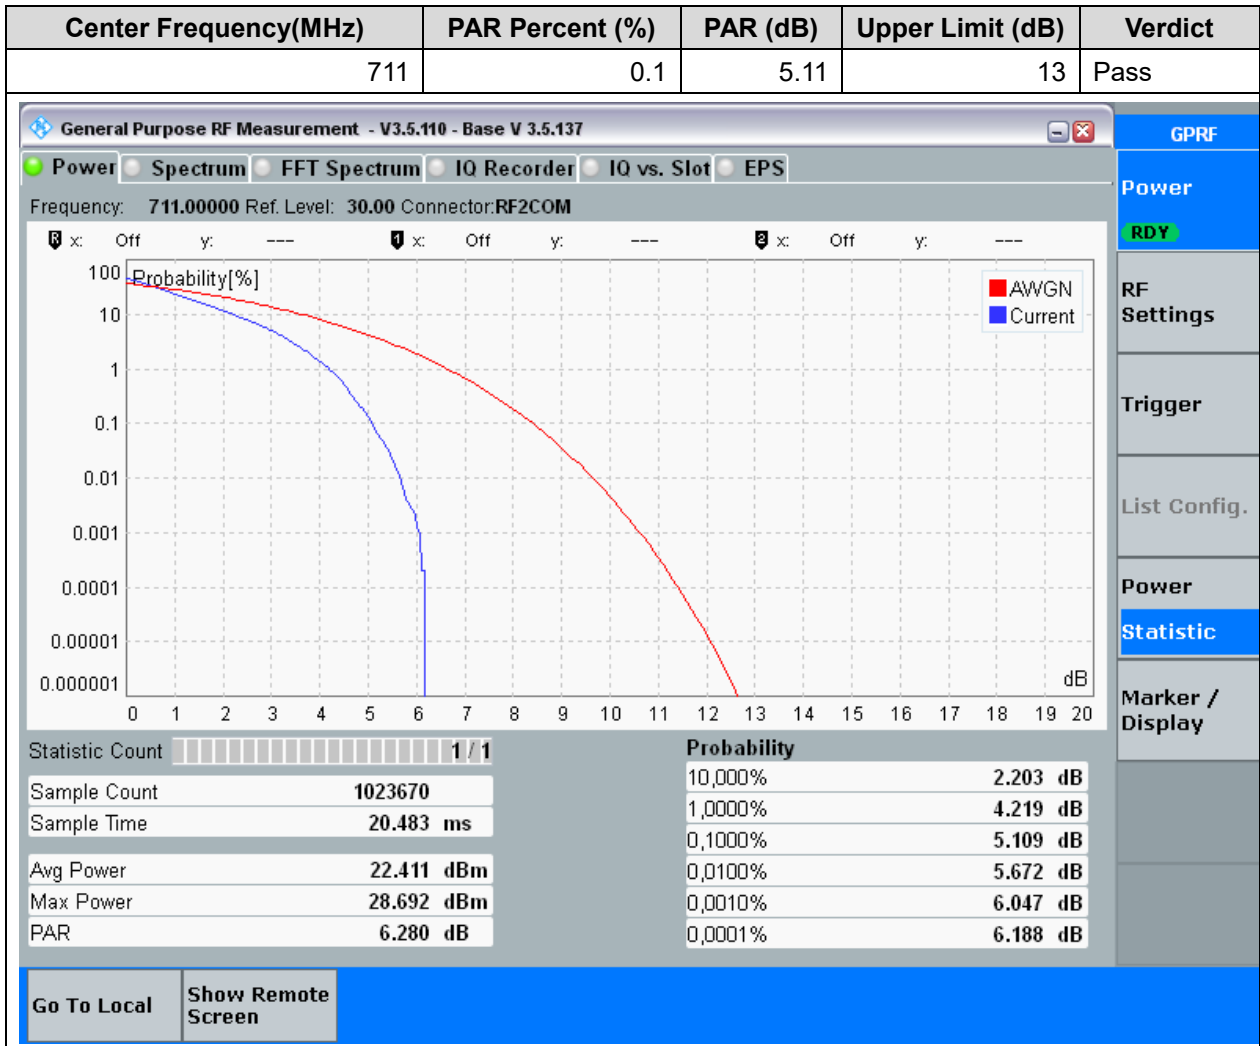 Center Frequency(MHz) PAR Percent (%) PAR (dB) Upper Limit (dB) Verdict
711 0.1 5.11 13 Pass
General Purpose RF Measurement - V3.5.110 - Base V 3.5.137
GPRF
Power Spectrum FFT Spectrum IQ Recorder IQ vs. Slot EPS
Power
RDY
Frequency: 711.00000 Ref. Level: 30.00 Connector:RF2COM
R x: Off y: --- 1 x: Off y: --- 2 x: Off y: ---
Probability[%]
AWGN
Current
100
10
1
0.1
0.01
0.001
0.0001
0.00001
0.000001
dB
0 1 2 3 4 5 6 7 8 9 10 11 12 13 14 15 16 17 18 19 20
RF
Settings
Trigger
List Config.
Power
Statistic
Marker /
Display
Statistic Count 1 / 1
Sample Count 1023670
Sample Time 20.483 ms
Avg Power 22.411 dBm
Max Power 28.692 dBm
PAR 6.280 dB
Probability
10,000% 2.203 dB
1,0000% 4.219 dB
0,1000% 5.109 dB
0,0100% 5.672 dB
0,0010% 6.047 dB
0,0001% 6.188 dB
Go To Local
Show Remote
Screen